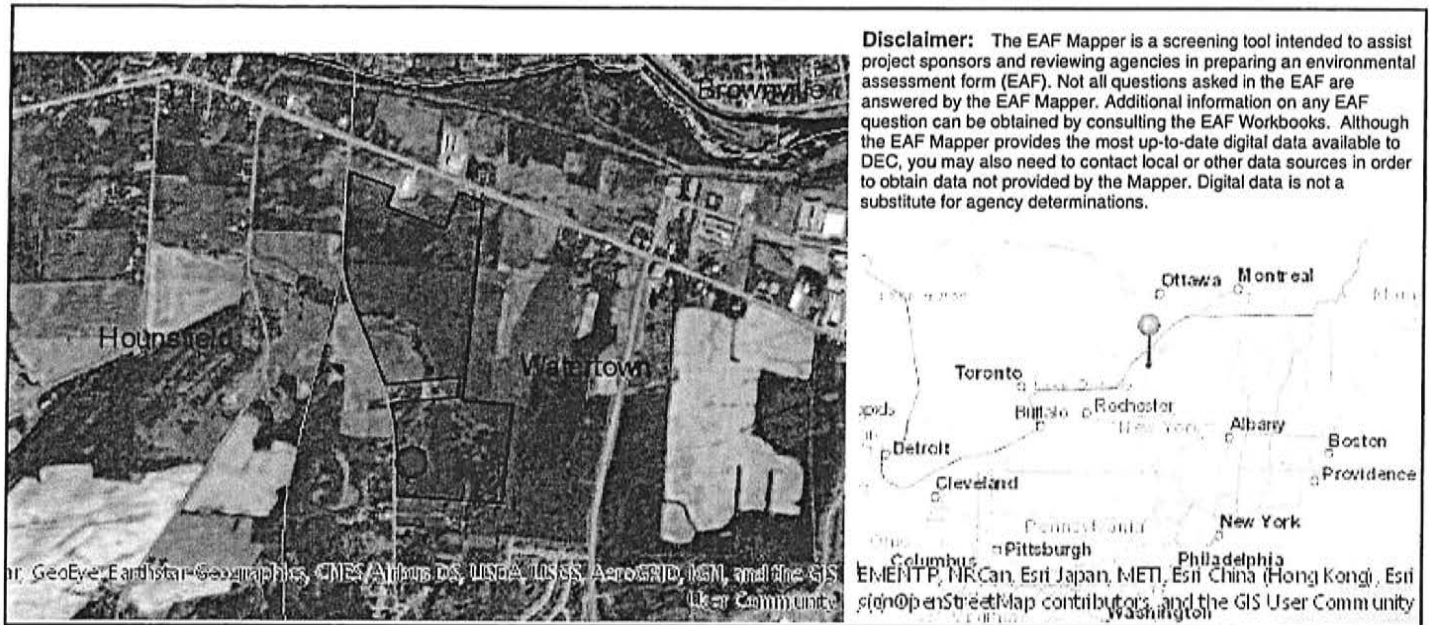 Disclaimer: The EAF Mapper is a screening tool intended to assist
project sponsors and reviewing agencies in preparing an environmental
assessment form (EAF). Not all questions asked in the EAF are
answered by the EAF Mapper. Additional information on any EAF
question can be obtained by consulting the EAF Workbooks. Although
the EAF Mapper provides the most up-to-date digital data available to
DEC, you may also need to contact local or other data sources in order
to obtain data not provided by the Mapper. Digital data is not a
substitute for agency determinations.
Brownville
Hounsfield
Watertown
GeoEye, Earthstar Geographics, CNES/Airbus DS, USDA, USGS, AeroGRID, IGN, and the GIS
User Community
Ottawa
Montreal
Toronto
Buffalo
Rochester
New York
Albany
Detroit
Boston
Providence
Cleveland
Pennsylvania
New York
Pittsburgh
Columbus
Philadelphia
EMENTP, NRCan, Esri Japan, METI, Esri China (Hong Kong), Esri
OpenStreetMap contributors, and the GIS User Community
Washington